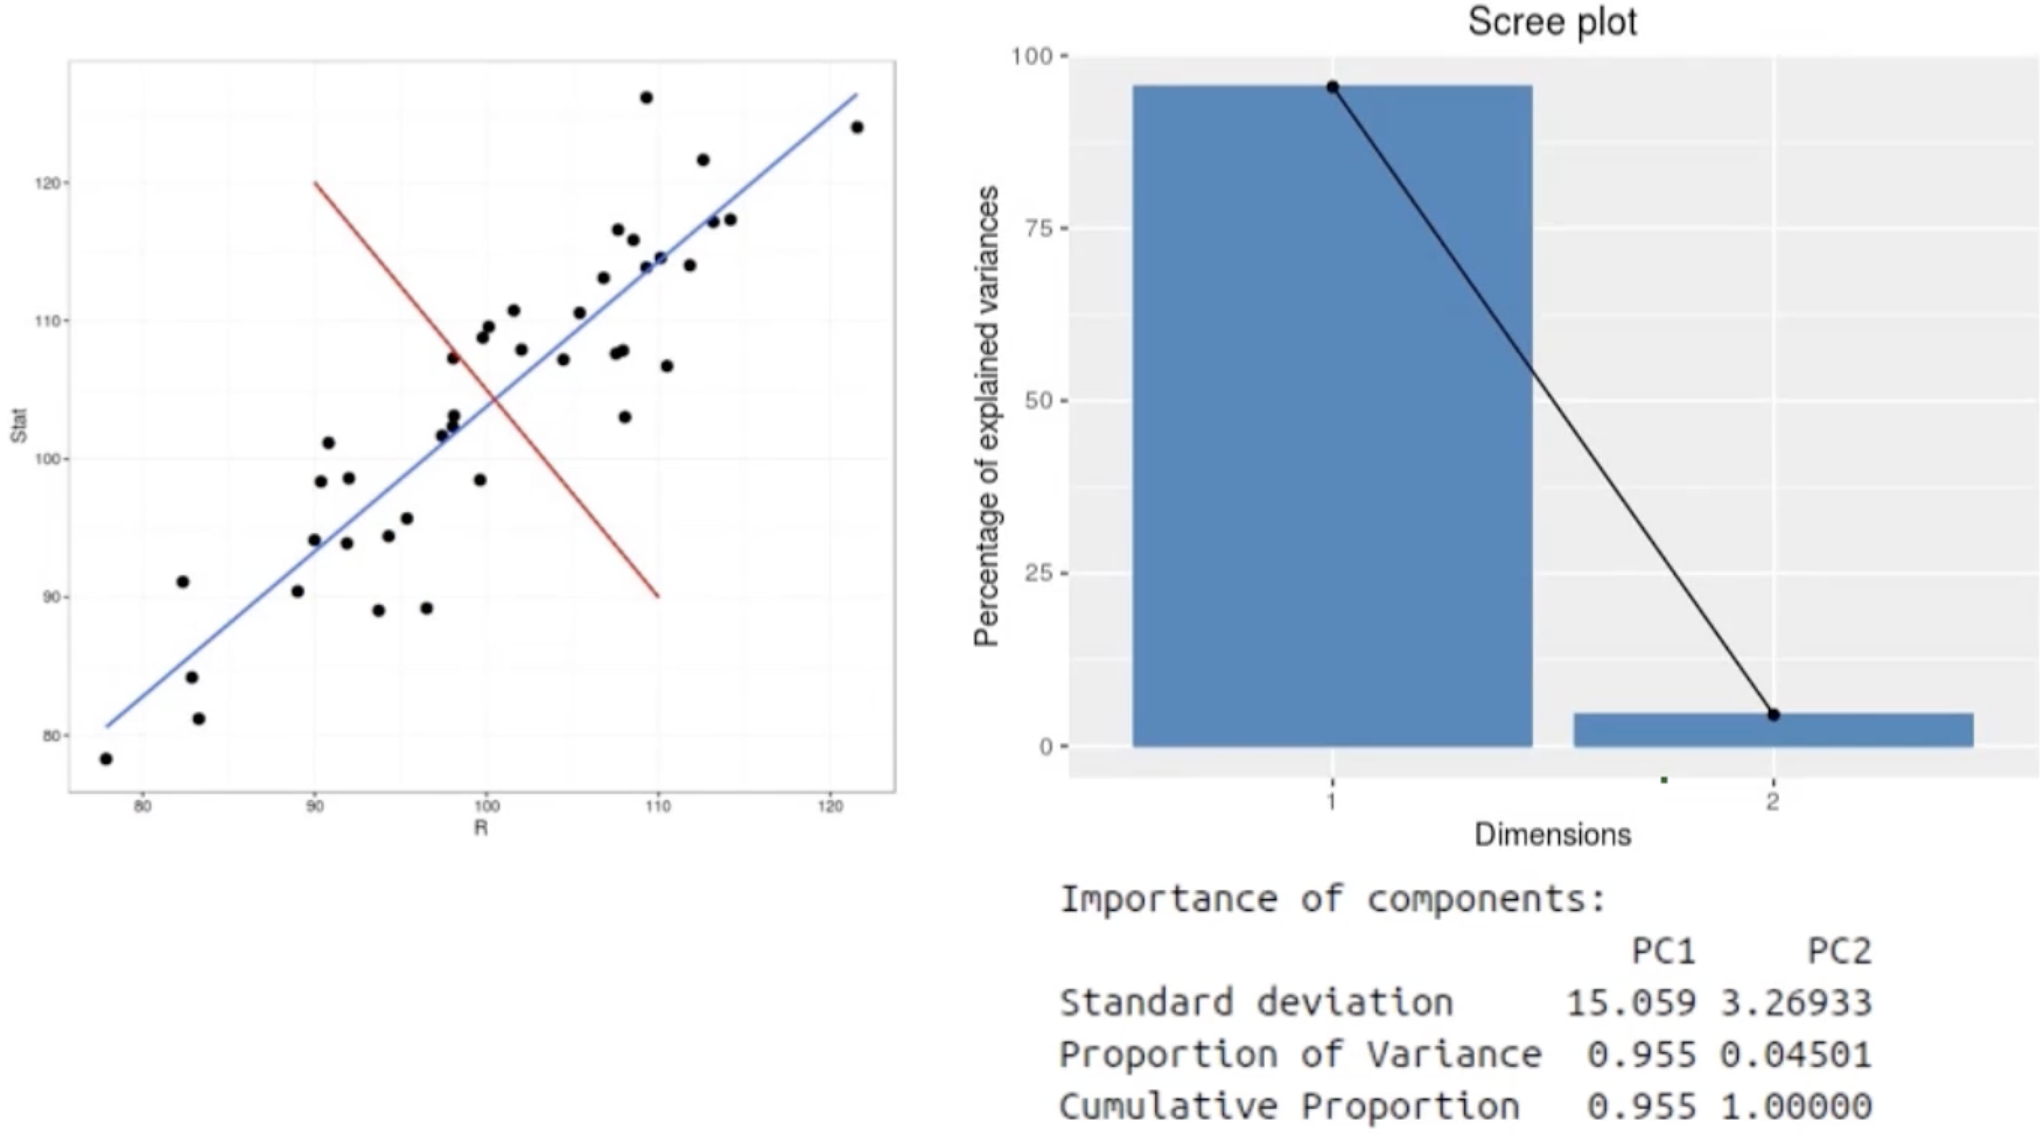 120
110
100
90
80
Stat
80 90 100 110 120
R
Scree plot
100
75
50
25
0
Percentage of explained variances
1 2
Dimensions
Importance of components:
PC1 PC2
Standard deviation 15.059 3.26933
Proportion of Variance 0.955 0.04501
Cumulative Proportion 0.955 1.00000